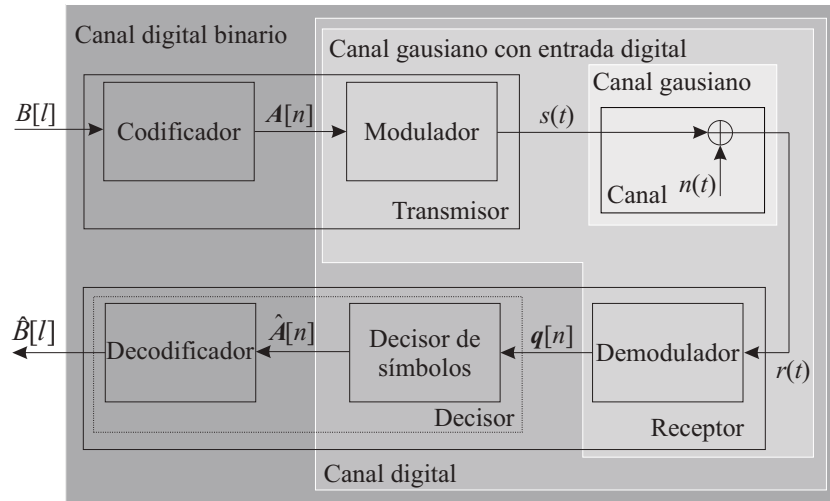 Canal digital binario
Canal gausiano con entrada digital
Canal gausiano
B[l]
Codificador
A[n]
Modulador
s(t)
n(t)
Canal
Transmisor
B̂[l]
Decodificador
Â[n]
Decisor de
símbolos
q[n]
Demodulador
r(t)
Decisor
Receptor
Canal digital